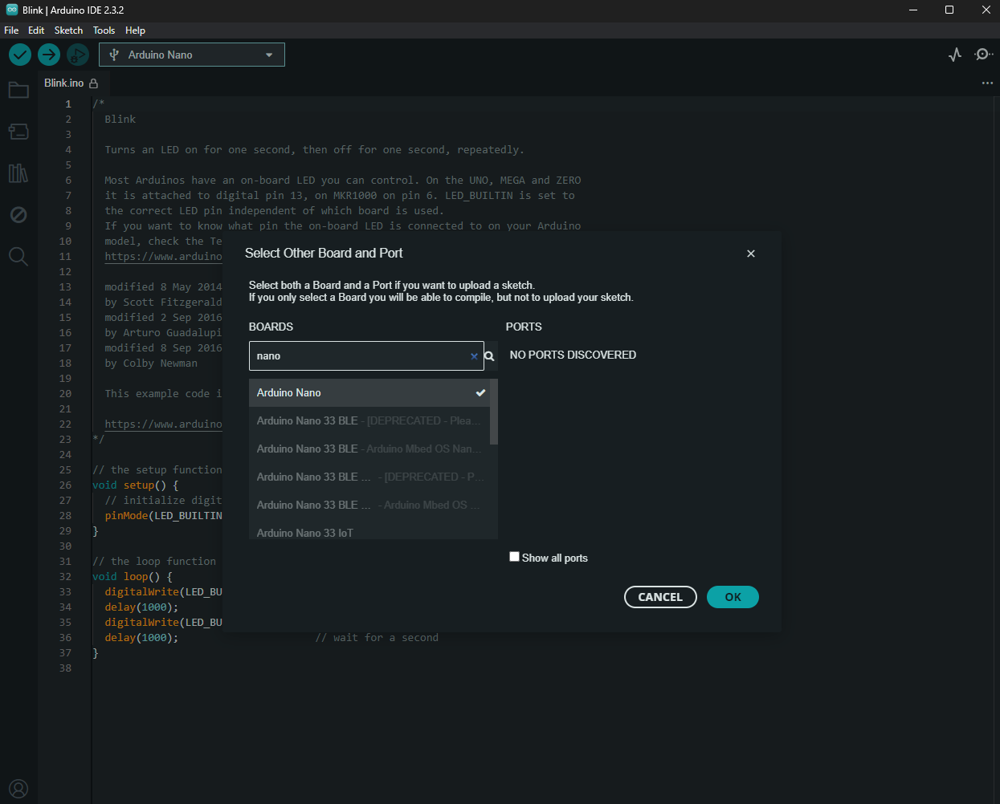 Blink | Arduino IDE 2.3.2
File Edit Sketch Tools Help
Arduino Nano
Blink.ino
1 /*
2 Blink
3
4 Turns an LED on for one second, then off for one second, repeatedly.
5
6 Most Arduinos have an on-board LED you can control. On the UNO, MEGA and ZERO
7 it is attached to digital pin 13, on MKR1000 on pin 6. LED_BUILTIN is set to
8 the correct LED pin independent of which board is used.
9 If you want to know what pin the on-board LED is connected to on your Arduino
10 model, check the Te
11 https://www.arduino
12
13 modified 8 May 2014
14 by Scott Fitzgerald
15 modified 2 Sep 2016
16 by Arturo Guadalupi
17 modified 8 Sep 2016
18 by Colby Newman
19
20 This example code i
21
22 https://www.arduino
23 */
24
25 // the setup function
26 void setup() {
27 // initialize digit
28 pinMode(LED_BUILTIN
29 }
30
31 // the loop function
32 void loop() {
33 digitalWrite(LED_BU
34 delay(1000);
35 digitalWrite(LED_BU
36 delay(1000); // wait for a second
37 }
38
Select Other Board and Port
Select both a Board and a Port if you want to upload a sketch.
If you only select a Board you will be able to compile, but not to upload your sketch.
BOARDS
nano
Arduino Nano
Arduino Nano 33 BLE - [DEPRECATED - Plea...
Arduino Nano 33 BLE - Arduino Mbed OS Nan...
Arduino Nano 33 BLE ... - [DEPRECATED - P...
Arduino Nano 33 BLE ... - Arduino Mbed OS ...
Arduino Nano 33 IoT
PORTS
NO PORTS DISCOVERED
Show all ports
CANCEL OK